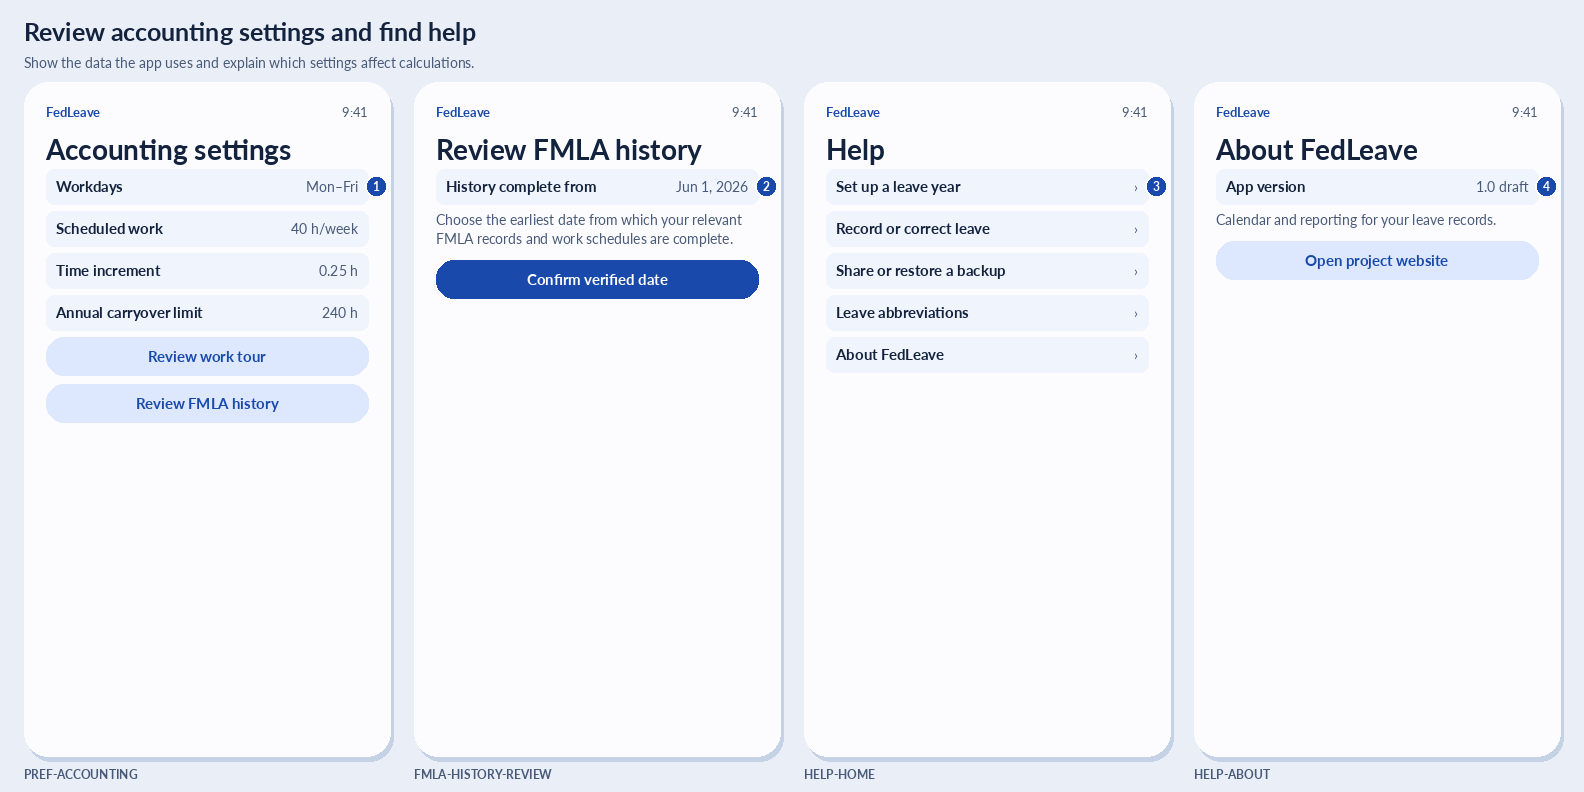 Review accounting settings and find help
Show the data the app uses and explain which settings affect calculations.
FedLeave 9:41
Accounting settings
Workdays Mon–Fri 1
Scheduled work 40 h/week
Time increment 0.25 h
Annual carryover limit 240 h
Review work tour
Review FMLA history
PREF-ACCOUNTING
FedLeave 9:41
Review FMLA history
History complete from Jun 1, 2026 2
Choose the earliest date from which your relevant
FMLA records and work schedules are complete.
Confirm verified date
FMLA-HISTORY-REVIEW
FedLeave 9:41
Help
Set up a leave year › 3
Record or correct leave ›
Share or restore a backup ›
Leave abbreviations ›
About FedLeave ›
HELP-HOME
FedLeave 9:41
About FedLeave
App version 1.0 draft 4
Calendar and reporting for your leave records.
Open project website
HELP-ABOUT